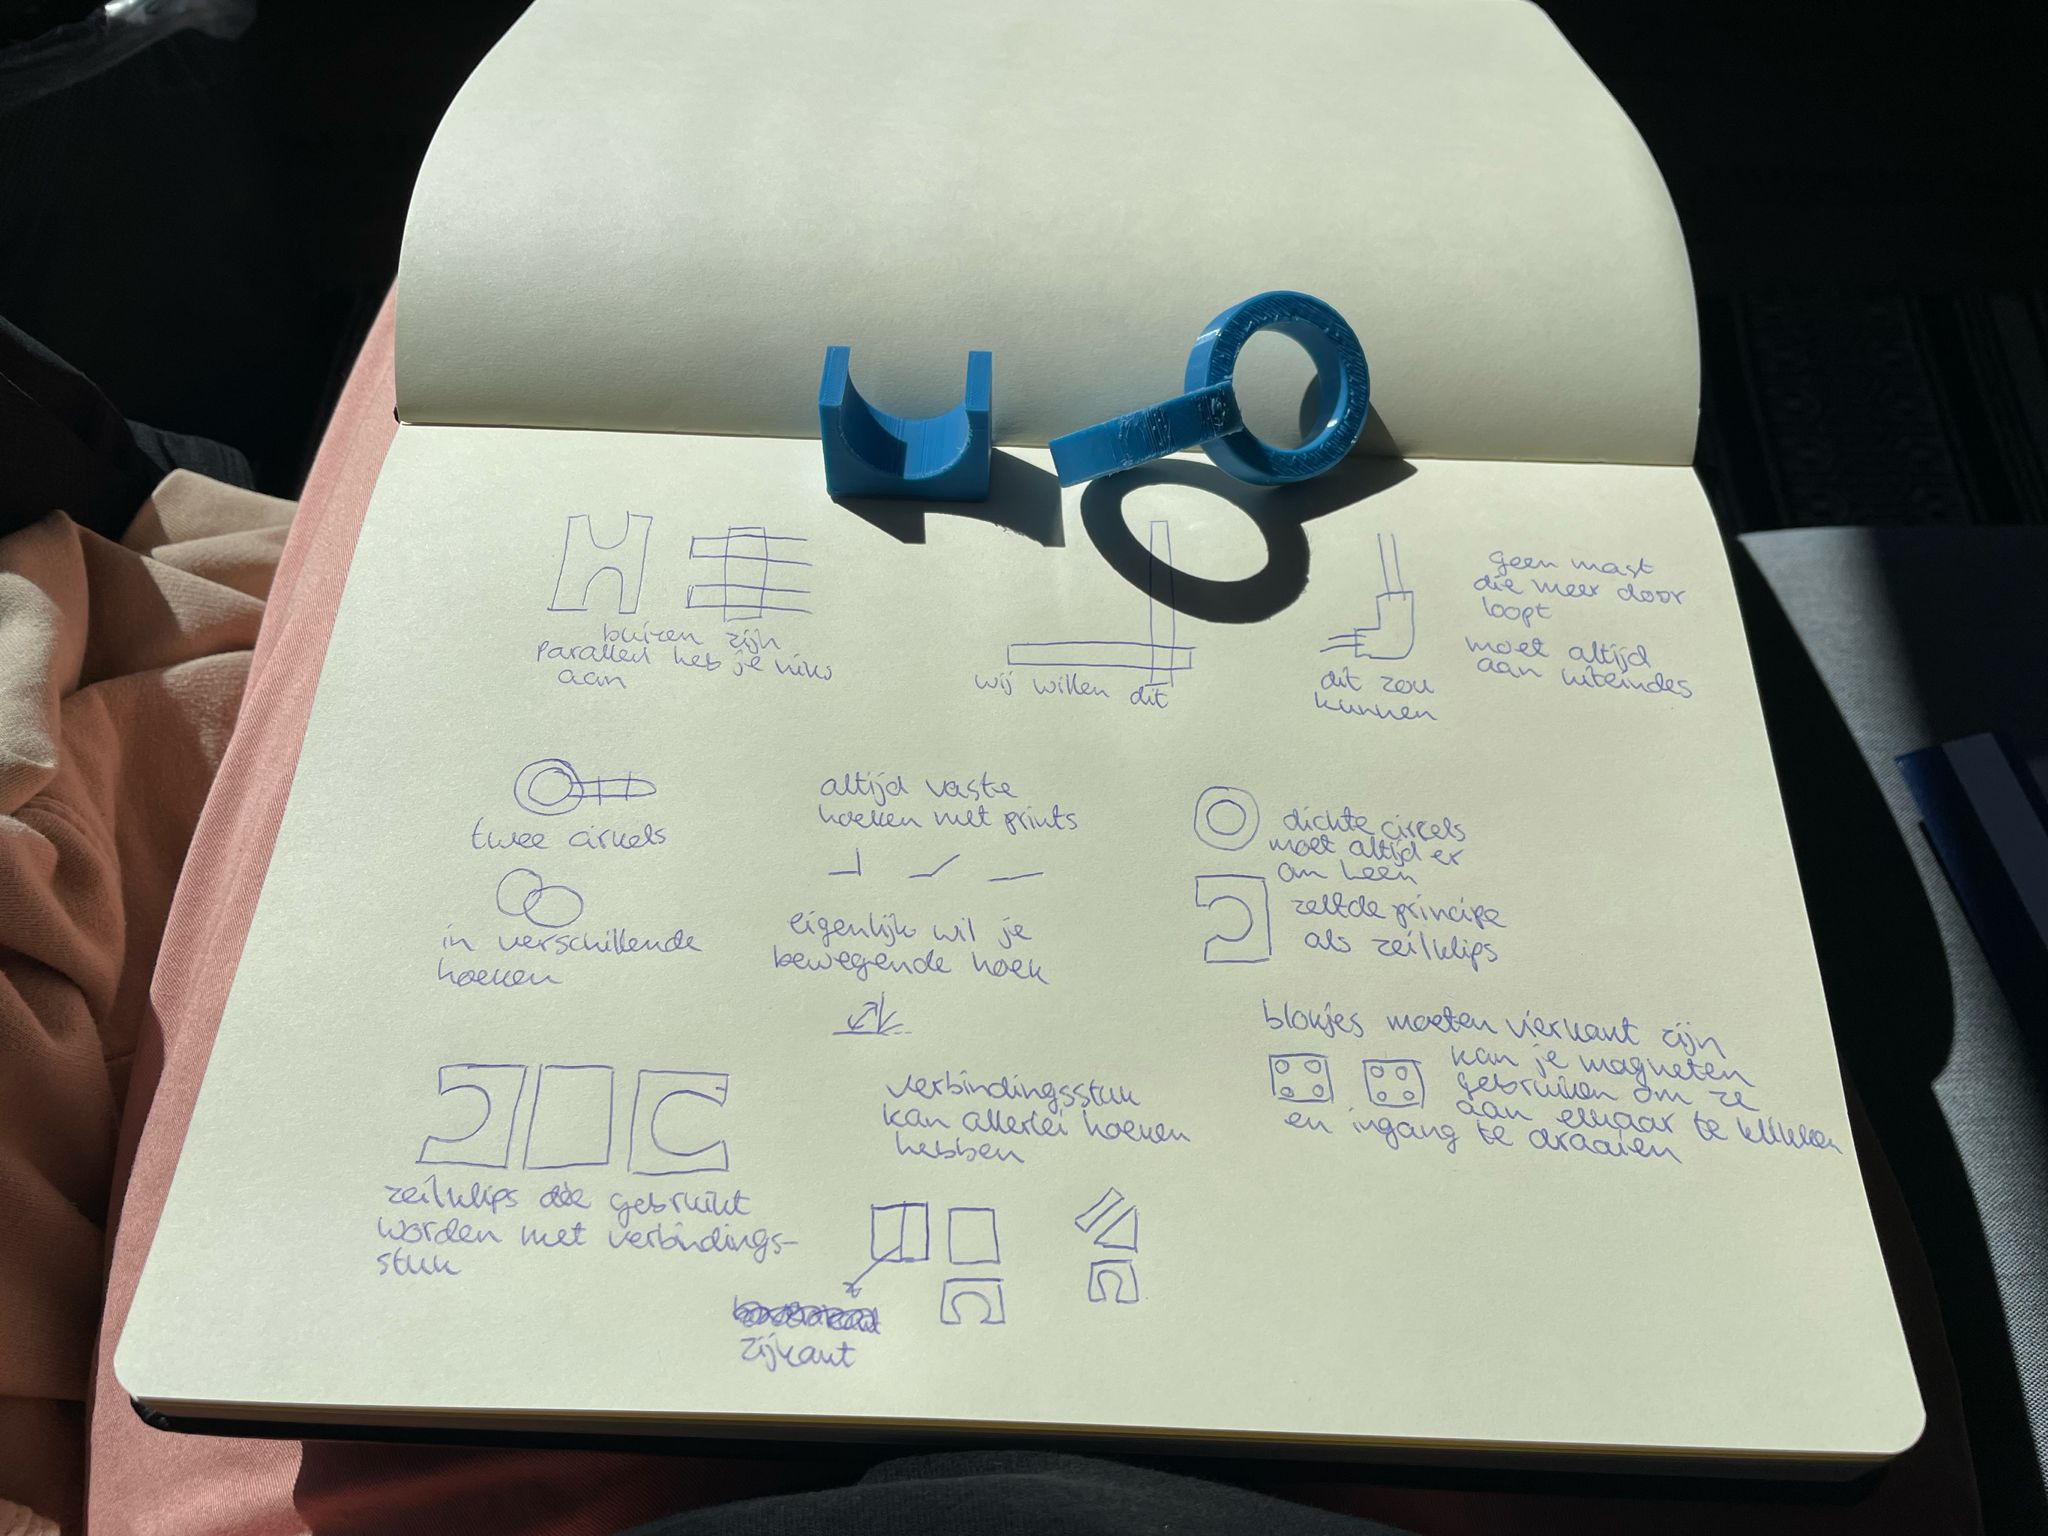 buizen zijn
parallel heb je niks
aan
wij willen dit
dit zou
kunnen
geen mast
die meer door
loopt
moet altijd
aan uiteindes
twee cirkels
in verschillende
hoeken
altijd vaste
hoeken met prints
eigenlijk wil je
bewegende hoek
dichte circels
moet altijd er
om heen
zelfde principe
als zeilklips
zeilklips die gebruikt
worden met verbindings-
stuk
verbindingsstuk
kan allerlei hoeken
hebben
zijkant
blokjes moeten vierkant zijn
kan je magneten
gebruiken om ze
aan elkaar te klikken
en ingang te draaien